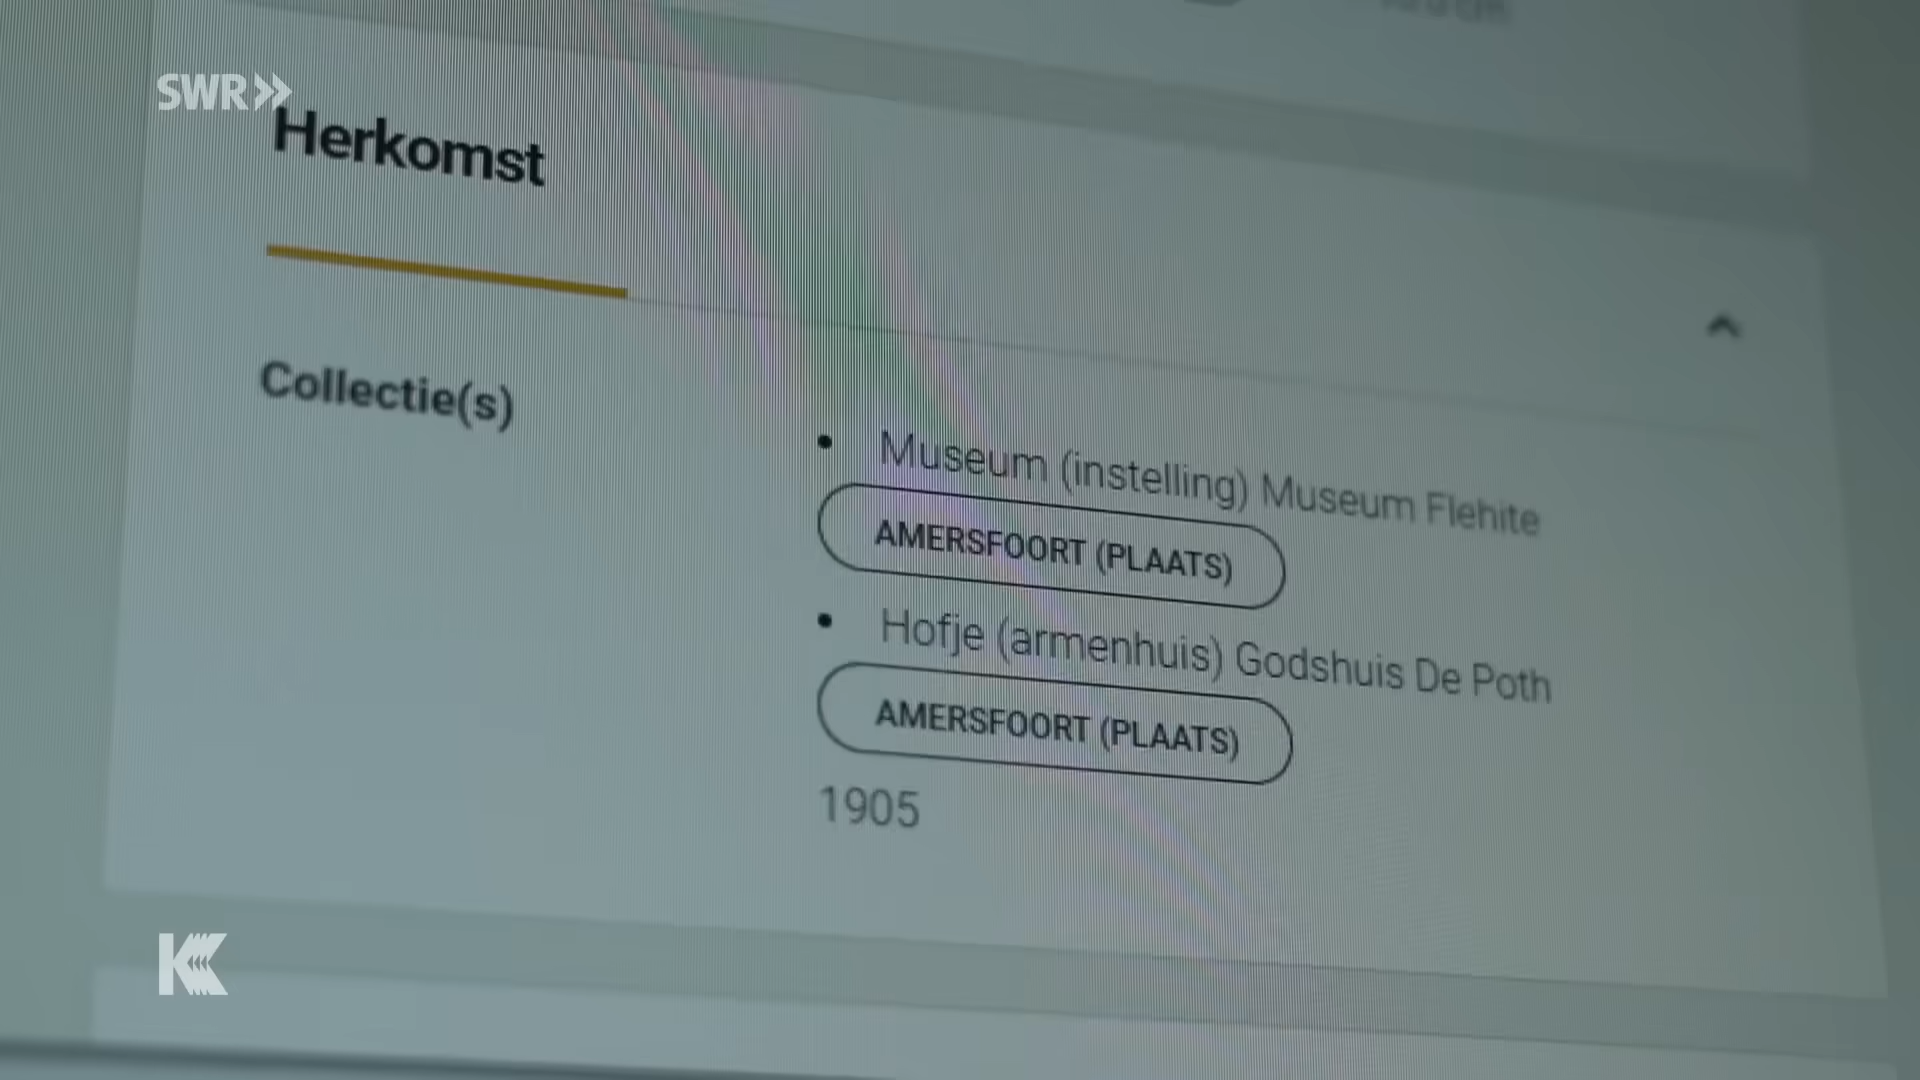 SWR
Herkomst
Collectie(s)
• Museum (instelling) Museum Flehite
AMERSFOORT (PLAATS)
• Hofje (armenhuis) Godshuis De Poth
AMERSFOORT (PLAATS)
1905
K